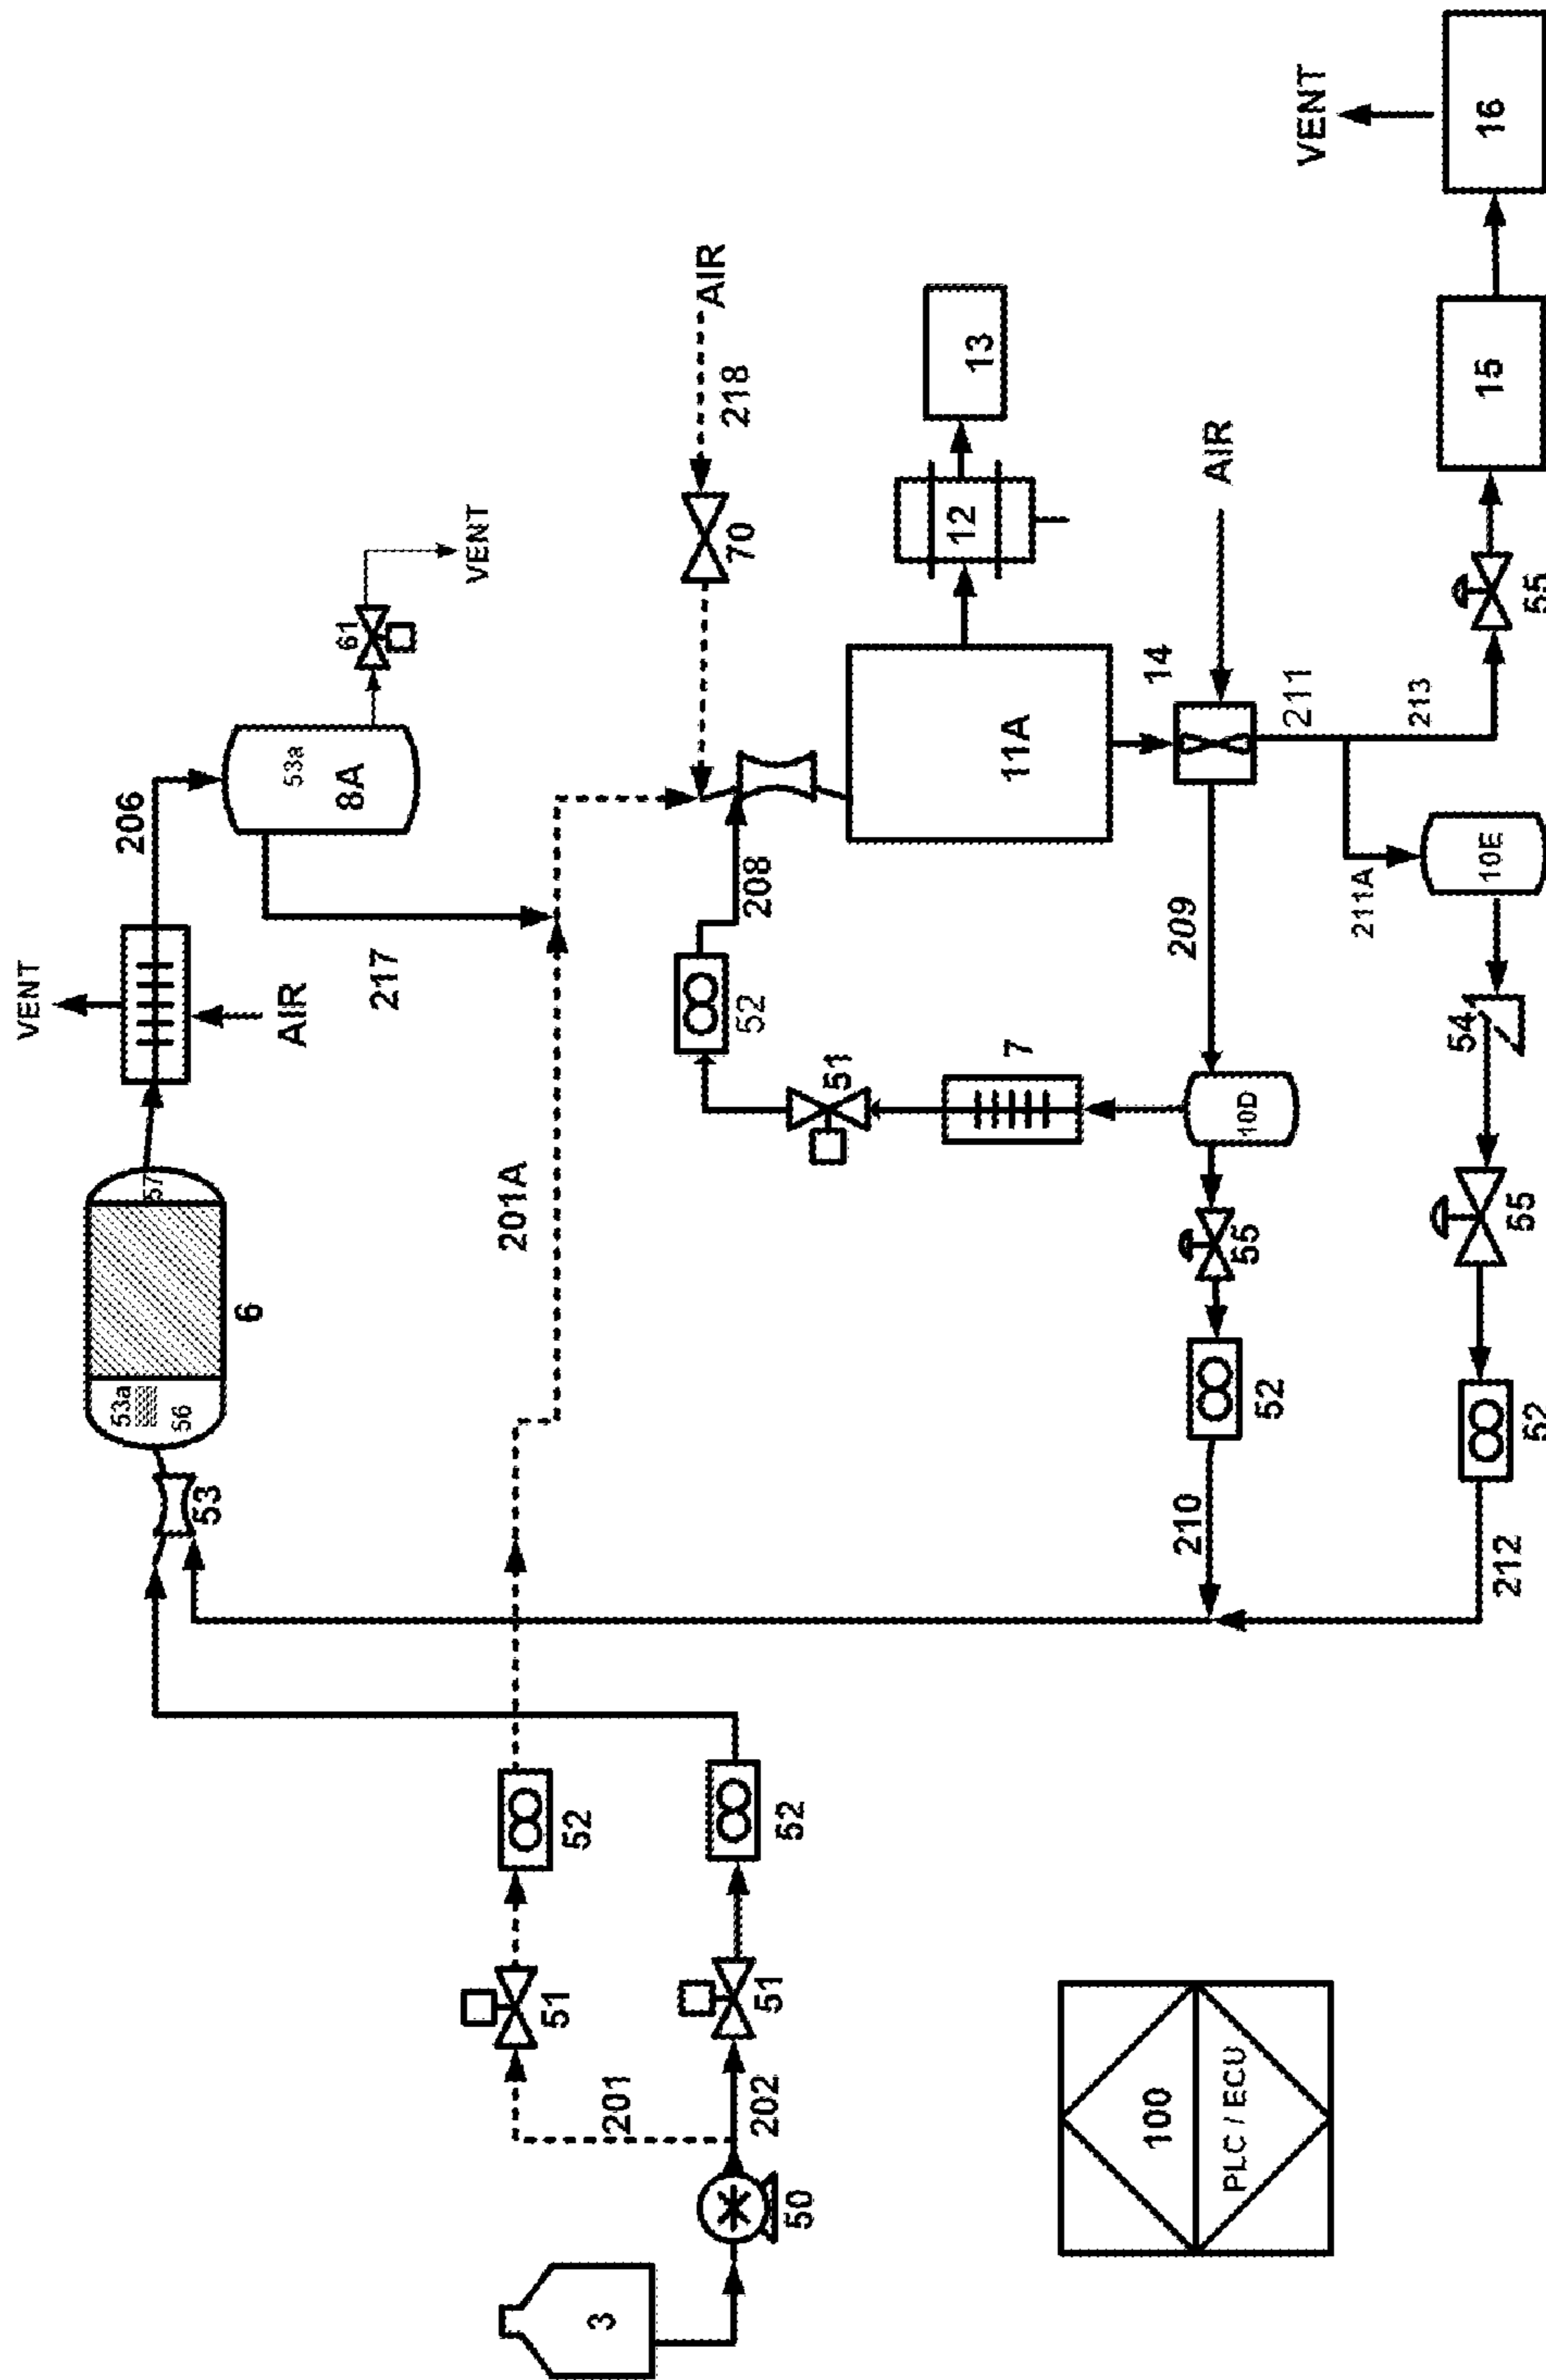 VENT
206
57
53a
56
53
6
AIR
53a
8A
61
217
VENT
201A
51
52
3
201
AIR
218
70
208
52
202
51
52
50
51
7
12
13
11A
14
100
PLC / ECU
210
209
AIR
10D
55
52
211
VENT
211A
213
54
10E
15
16
212
55
52
55